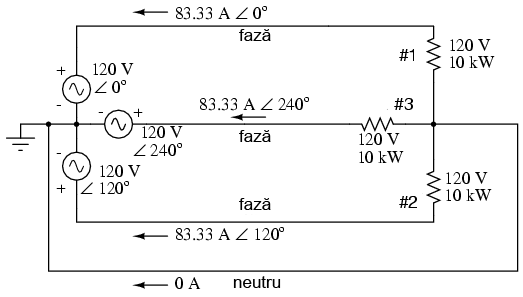 83.33 A ∠ 0°
fază
#1
120 V
10 kW
+
120 V
∠ 0°
-
83.33 A ∠ 240°
#3
-
+
120 V
∠ 240°
fază
120 V
10 kW
-
120 V
∠ 120°
+
120 V
10 kW
#2
fază
83.33 A ∠ 120°
0 A
neutru